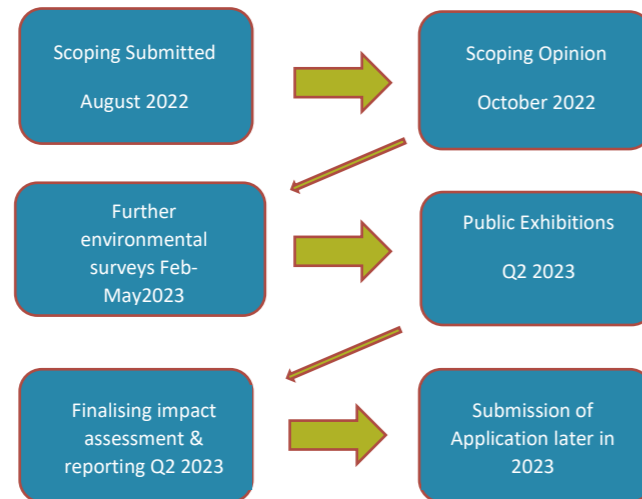 Scoping Submitted
August 2022
Scoping Opinion
October 2022
Further
environmental
surveys Feb-
May2023
Public Exhibitions
Q2 2023
Finalising impact
assessment &
reporting Q2 2023
Submission of
Application later in
2023